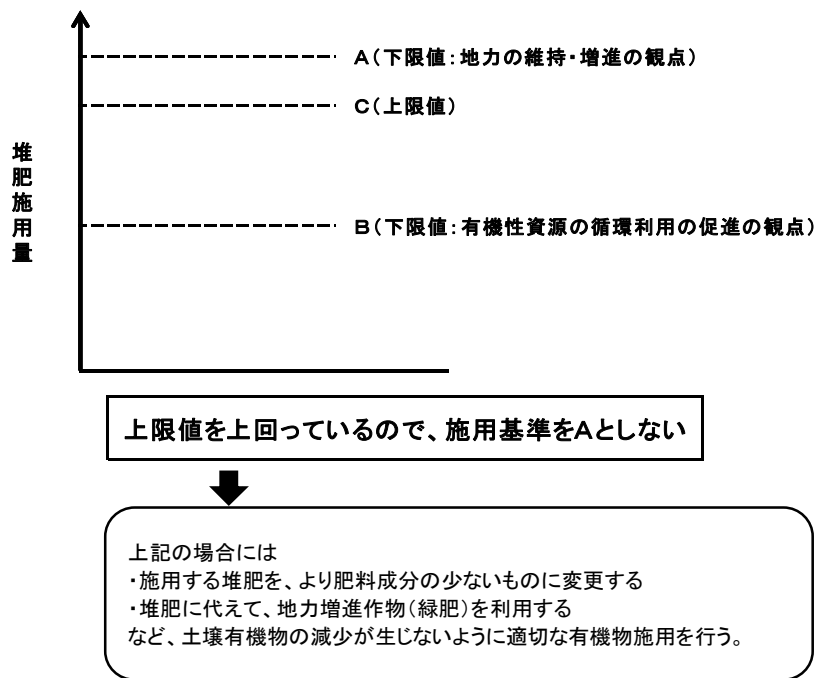 A(下限値:地力の維持・増進の観点)
C(上限値)
堆肥施用量
B(下限値:有機性資源の循環利用の促進の観点)
上限値を上回っているので、施用基準をAとしない
上記の場合には
・施用する堆肥を、より肥料成分の少ないものに変更する
・堆肥に代えて、地力増進作物(緑肥)を利用する
など、土壌有機物の減少が生じないように適切な有機物施用を行う。